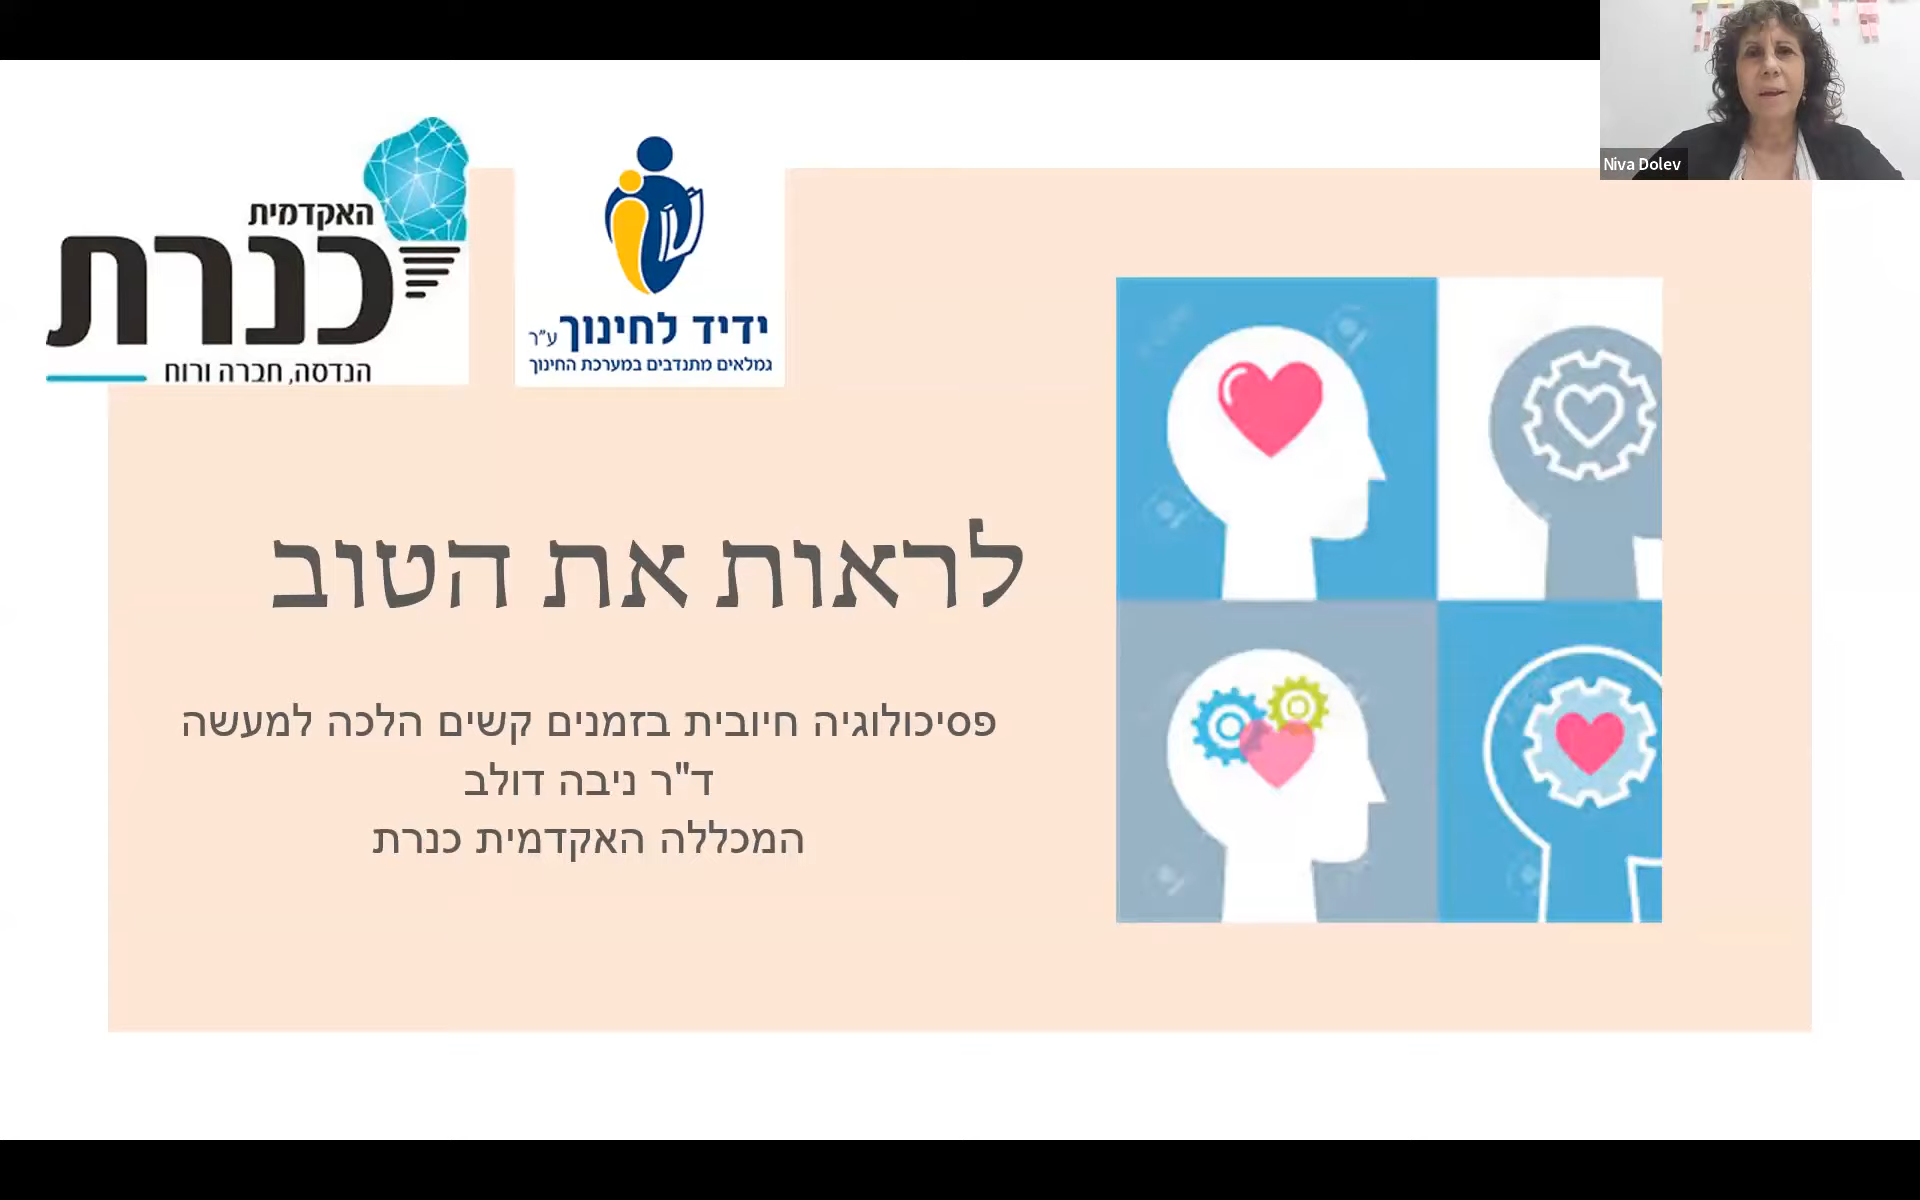 Niva Dolev
האקדמית
כנרת
הנדסה, חברה ורוח
ידיד לחינוך ע"ר
גמלאים מתנדבים במערכת החינוך
לראות את הטוב
פסיכולוגיה חיובית בזמנים קשים הלכה למעשה
ד"ר ניבה דולב
המכללה האקדמית כנרת